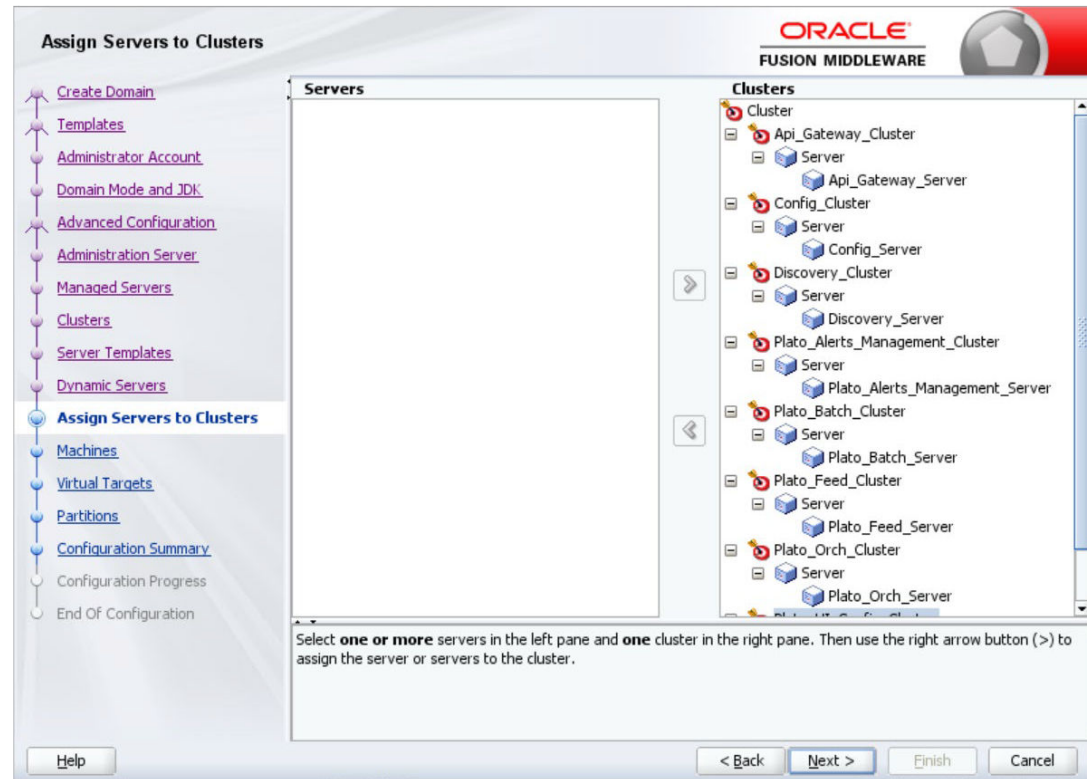 Assign Servers to Clusters
ORACLE
FUSION MIDDLEWARE
Create Domain
Templates
Administrator Account
Domain Mode and JDK
Advanced Configuration
Administration Server
Managed Servers
Clusters
Server Templates
Dynamic Servers
Assign Servers to Clusters
Machines
Virtual Targets
Partitions
Configuration Summary
Configuration Progress
End Of Configuration
Servers
Clusters
Cluster
Api_Gateway_Cluster
Server
Api_Gateway_Server
Config_Cluster
Server
Config_Server
Discovery_Cluster
Server
Discovery_Server
Plato_Alerts_Management_Cluster
Server
Plato_Alerts_Management_Server
Plato_Batch_Cluster
Server
Plato_Batch_Server
Plato_Feed_Cluster
Server
Plato_Feed_Server
Plato_Orch_Cluster
Server
Plato_Orch_Server
Select one or more servers in the left pane and one cluster in the right pane. Then use the right arrow button (>) to
assign the server or servers to the cluster.
Help
< Back
Next >
Finish
Cancel